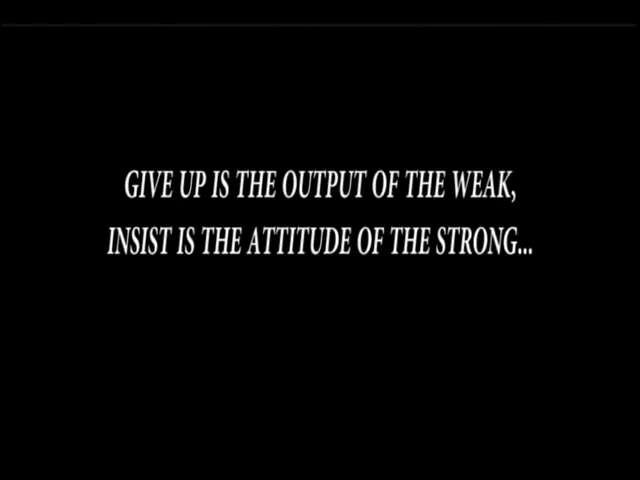 GIVE UP IS THE OUTPUT OF THE WEAK,
INSIST IS THE ATTITUDE OF THE STRONG...